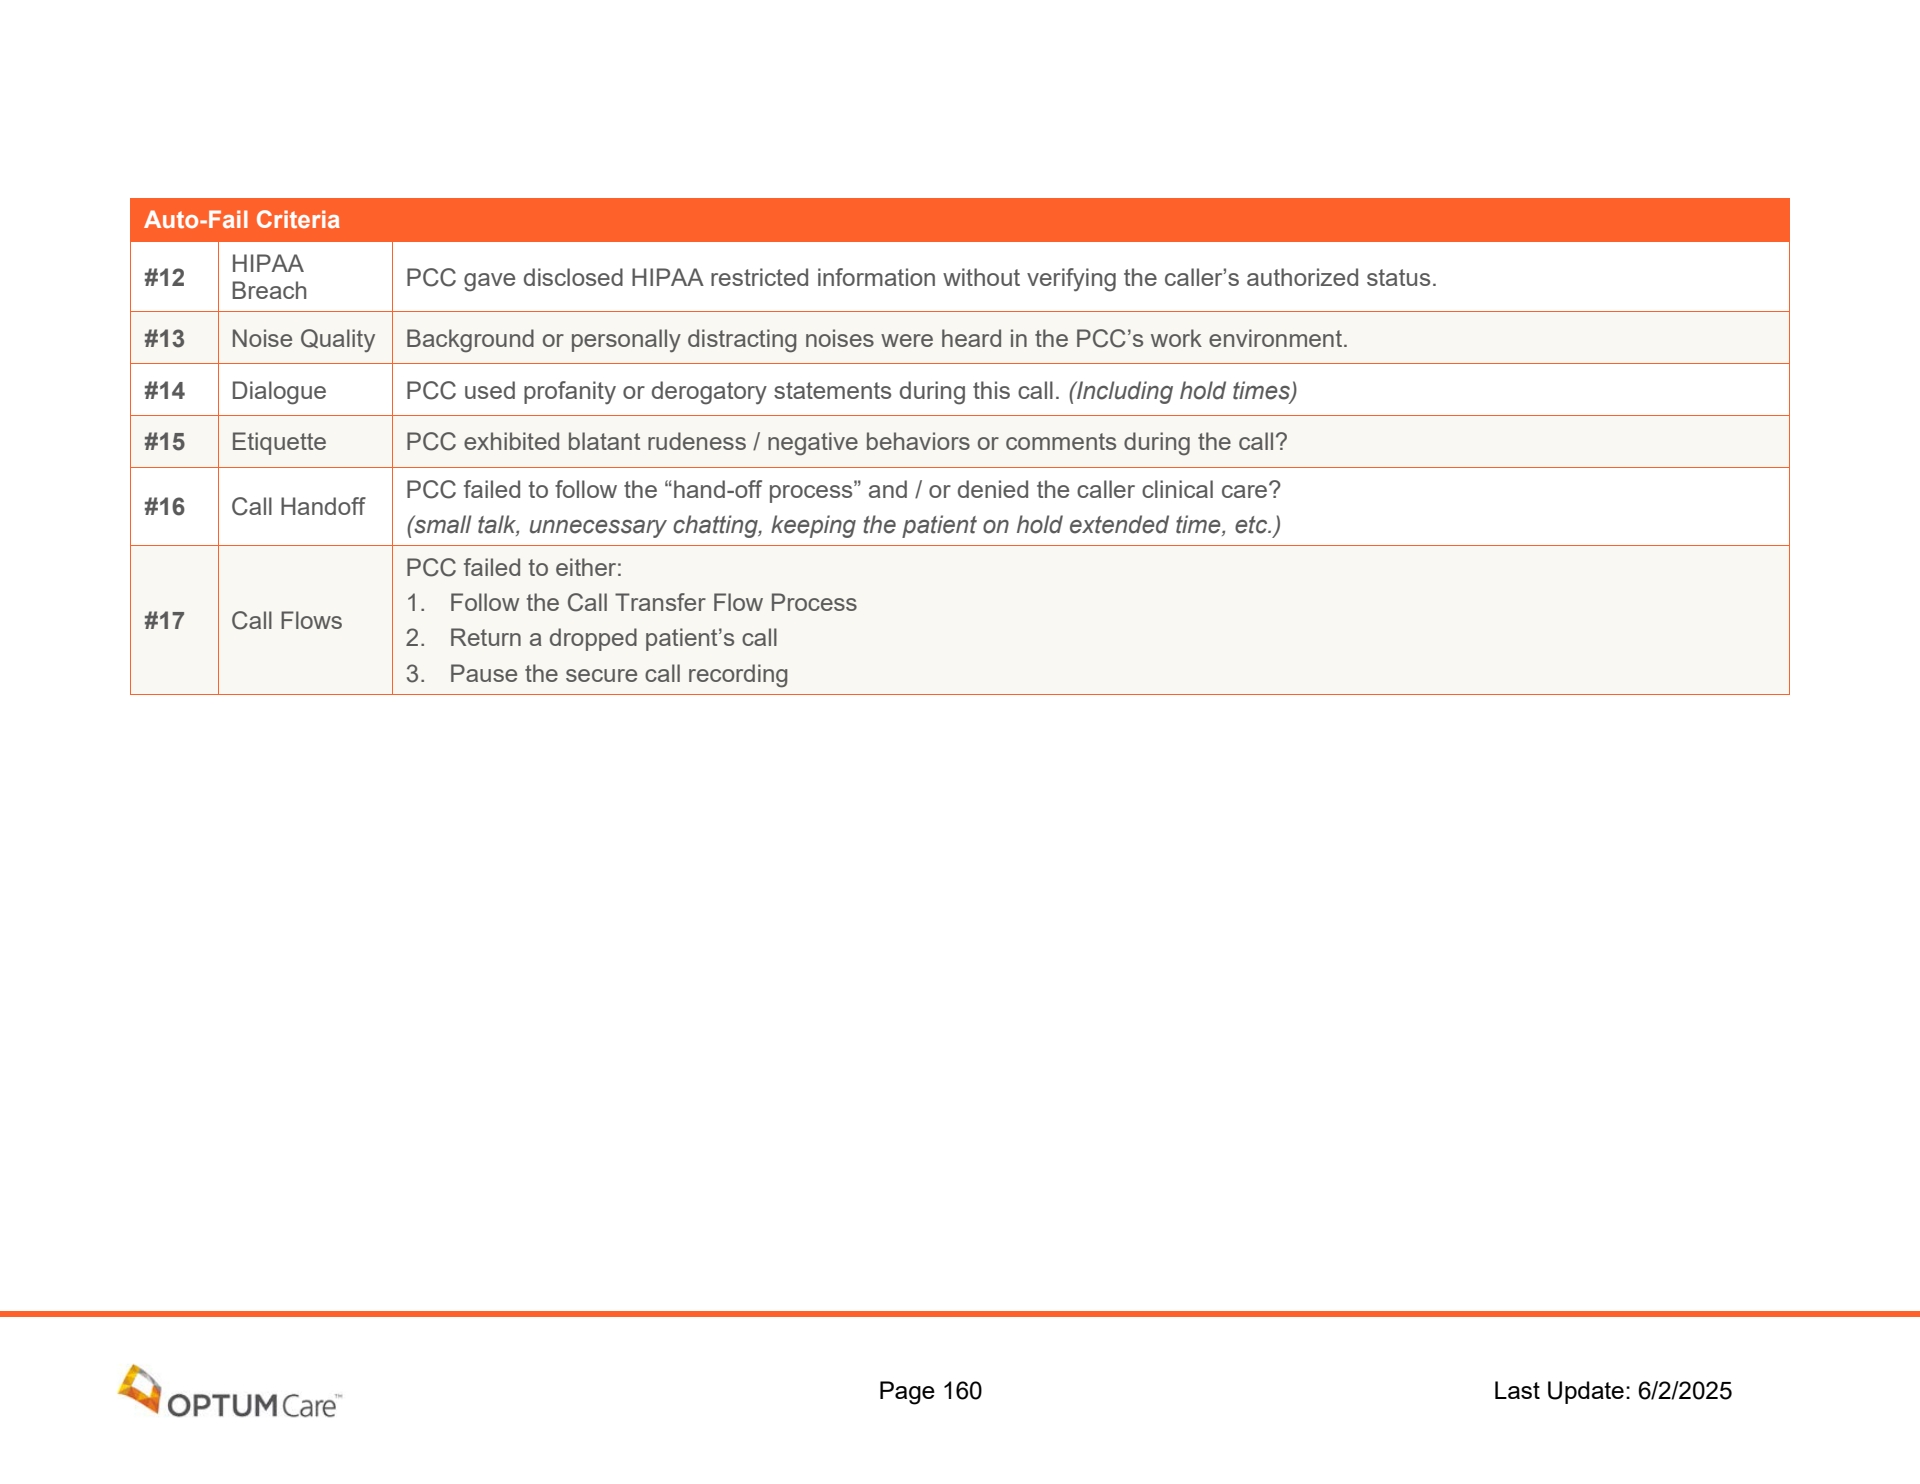 Auto-Fail Criteria
#12
HIPAA
Breach
PCC gave disclosed HIPAA restricted information without verifying the caller’s authorized status.
#13
Noise Quality
Background or personally distracting noises were heard in the PCC’s work environment.
#14
Dialogue
PCC used profanity or derogatory statements during this call. (Including hold times)
#15
Etiquette
PCC exhibited blatant rudeness / negative behaviors or comments during the call?
#16
Call Handoff
PCC failed to follow the “hand-off process” and / or denied the caller clinical care?
(small talk, unnecessary chatting, keeping the patient on hold extended time, etc.)
#17
Call Flows
PCC failed to either:
1. Follow the Call Transfer Flow Process
2. Return a dropped patient’s call
3. Pause the secure call recording
OPTUMCare™
Page 160
Last Update: 6/2/2025